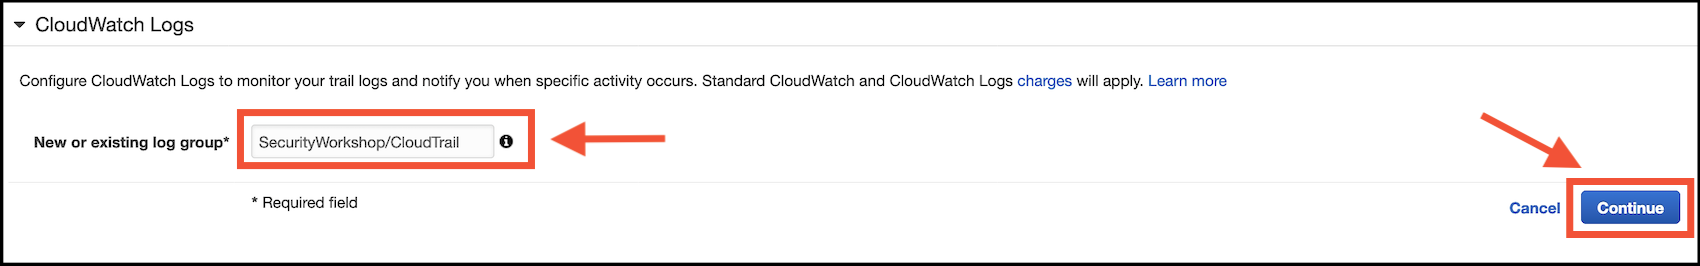 CloudWatch Logs
Configure CloudWatch Logs to monitor your trail logs and notify you when specific activity occurs. Standard CloudWatch and CloudWatch Logs charges will apply. Learn more
New or existing log group* SecurityWorkshop/CloudTrail
* Required field
Cancel Continue